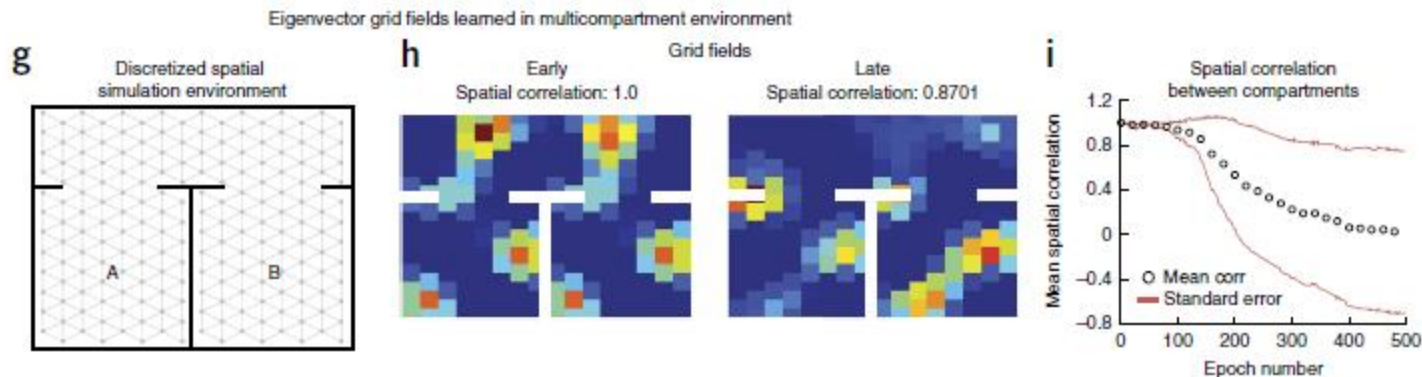 Eigenvector grid fields learned in multicompartment environment
g
Discretized spatial
simulation environment
A
B
h
Grid fields
Early
Spatial correlation: 1.0
Late
Spatial correlation: 0.8701
i
Spatial correlation
between compartments
Mean spatial correlation
1.2
0.8
0.4
0
–0.4
–0.8
Mean corr
Standard error
0 100 200 300 400 500
Epoch number